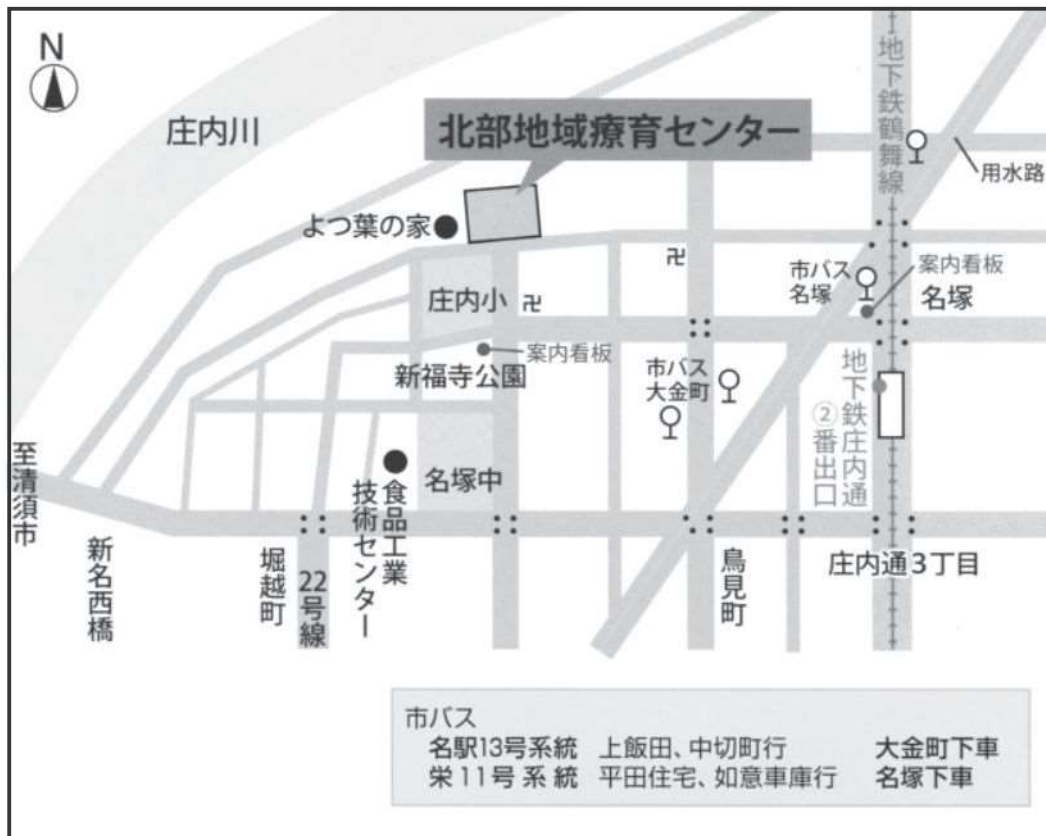 N
庄内川
北部地域療育センター
地下鉄鶴舞線
用水路
よつ葉の家
庄内小
卍
卍
市バス
名塚
案内看板
名塚
案内看板
新福寺公園
市バス
大金町
地下鉄庄内通
②番出口
至清須市
名塚中
食品工業
技術センター
新名西橋
堀越町
22号線
鳥見町
庄内通3丁目
市バス
名駅13号系統 上飯田、中切町行 大金町下車
栄11号系統 平田住宅、如意車庫行 名塚下車